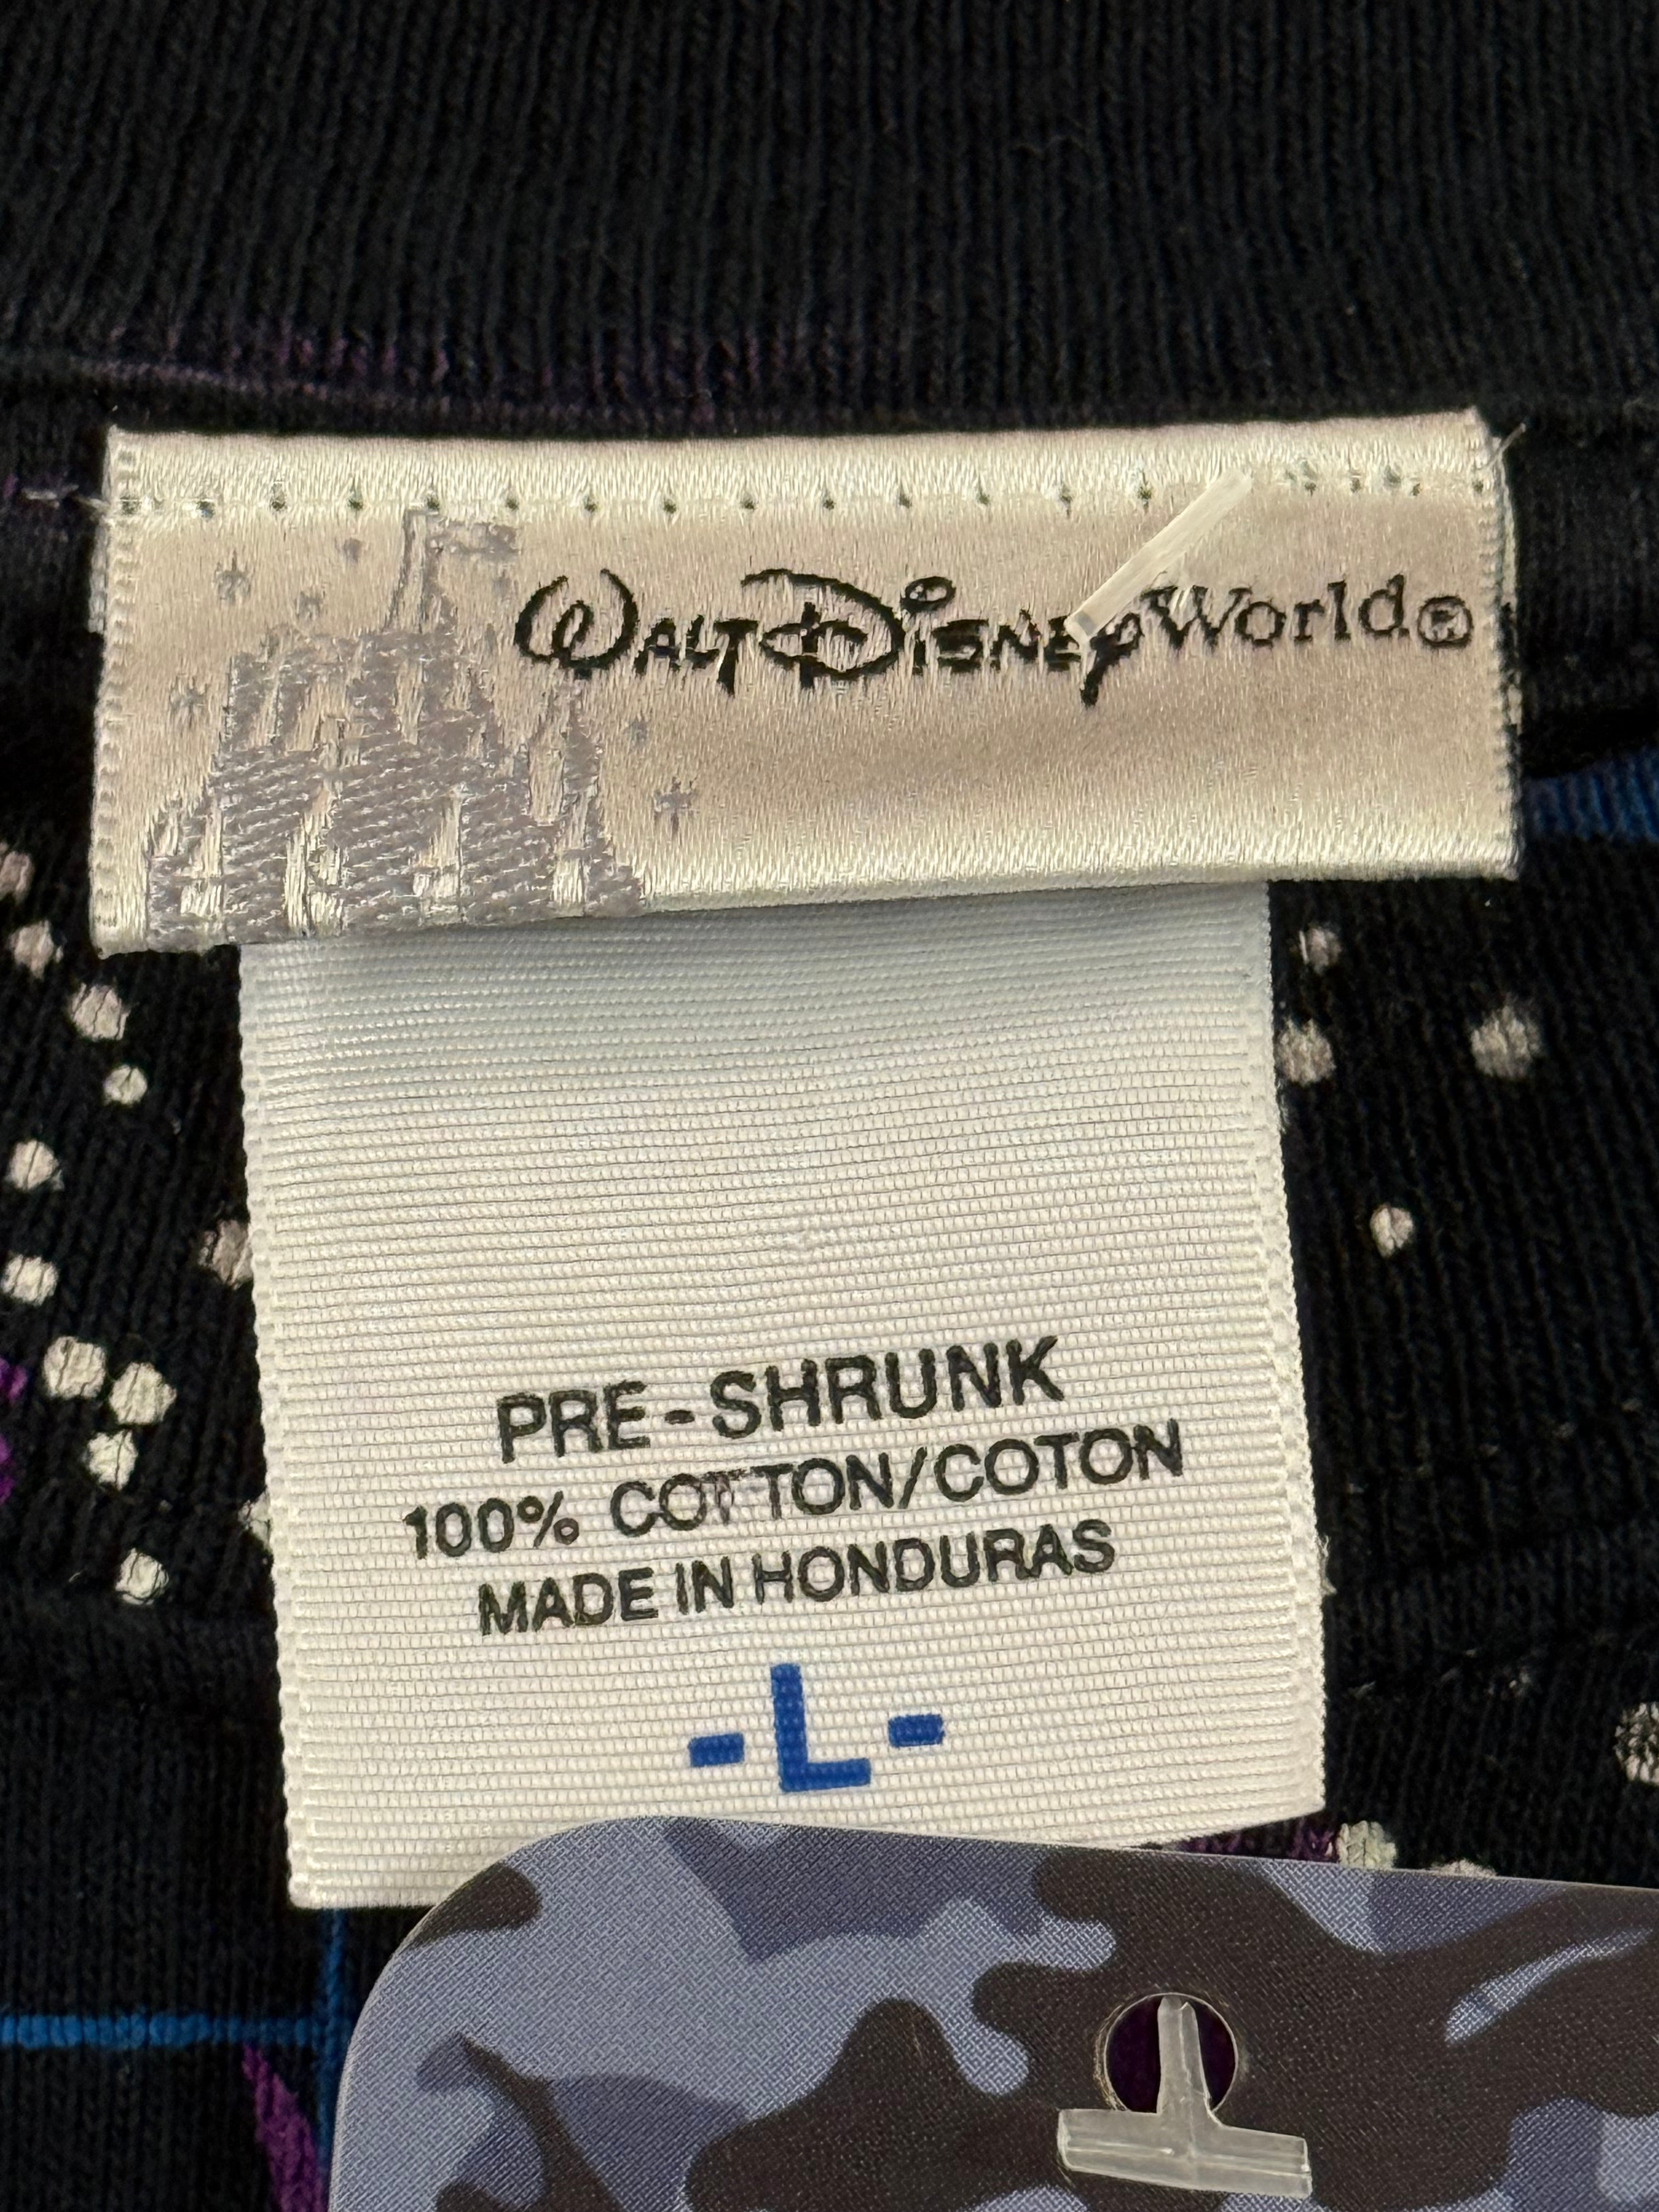 Walt Disney World®
PRE-SHRUNK
100% COTTON/COTON
MADE IN HONDURAS
-L-